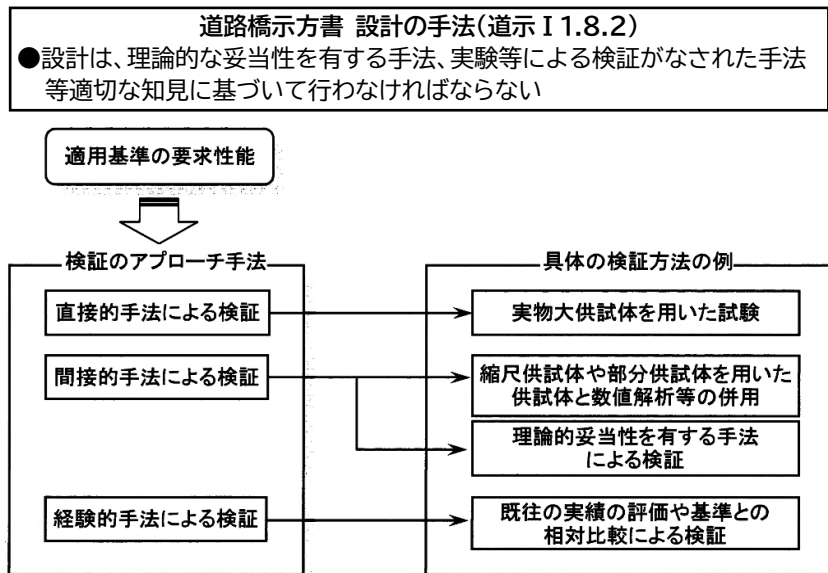 道路橋示方書 設計の手法(道示Ⅰ1.8.2)
●設計は、理論的な妥当性を有する手法、実験等による検証がなされた手法
等適切な知見に基づいて行わなければならない
適用基準の要求性能
検証のアプローチ手法
直接的手法による検証
間接的手法による検証
経験的手法による検証
具体の検証方法の例
実物大供試体を用いた試験
縮尺供試体や部分供試体を用いた
供試体と数値解析等の併用
理論的妥当性を有する手法
による検証
既往の実績の評価や基準との
相対比較による検証